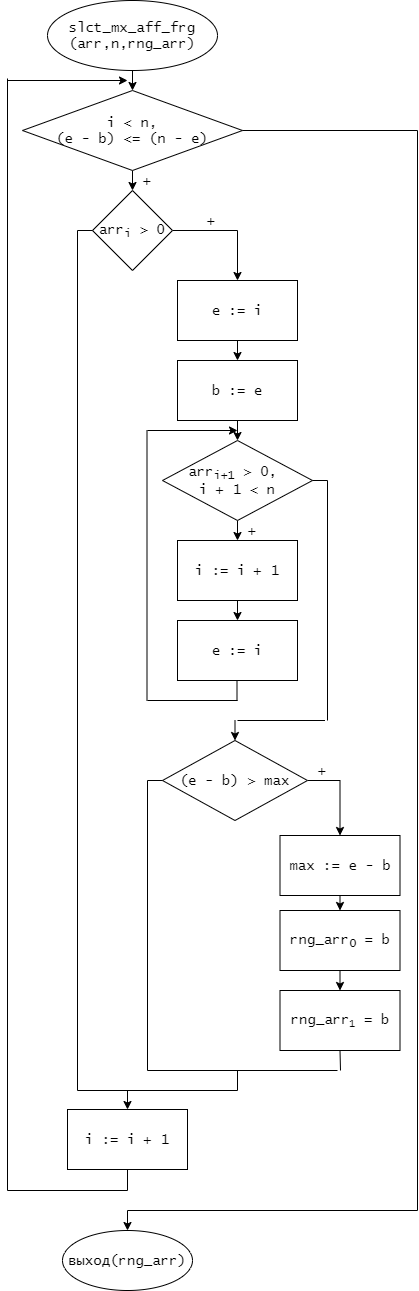 slct_mx_aff_frg
(arr,n,rng_arr)
i < n,
(e - b) <= (n - e)
+
arrᵢ > 0
+
e := i
b := e
arrᵢ₊₁ > 0,
i + 1 < n
+
i := i + 1
e := i
(e - b) > max
+
max := e - b
rng_arr₀ = b
rng_arr₁ = b
i := i + 1
выход(rng_arr)